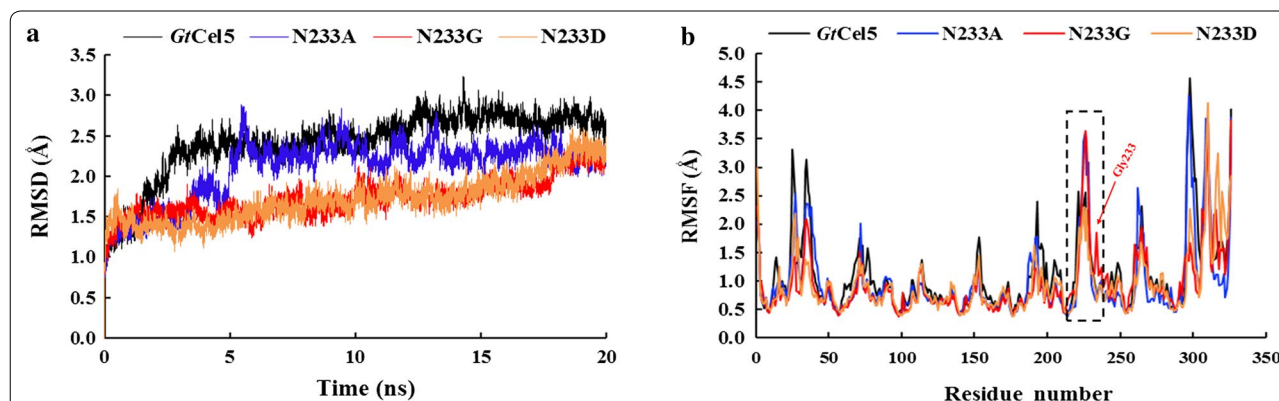 a
GtCel5 N233A N233G N233D
3.5
3.0
2.5
2.0
1.5
1.0
0.5
0.0
RMSD (Å)
0 5 10 15 20
Time (ns)
b
GtCel5 N233A N233G N233D
5.0
4.5
4.0
3.5
3.0
2.5
2.0
1.5
1.0
0.5
0.0
RMSF (Å)
Gly233
0 50 100 150 200 250 300 350
Residue number